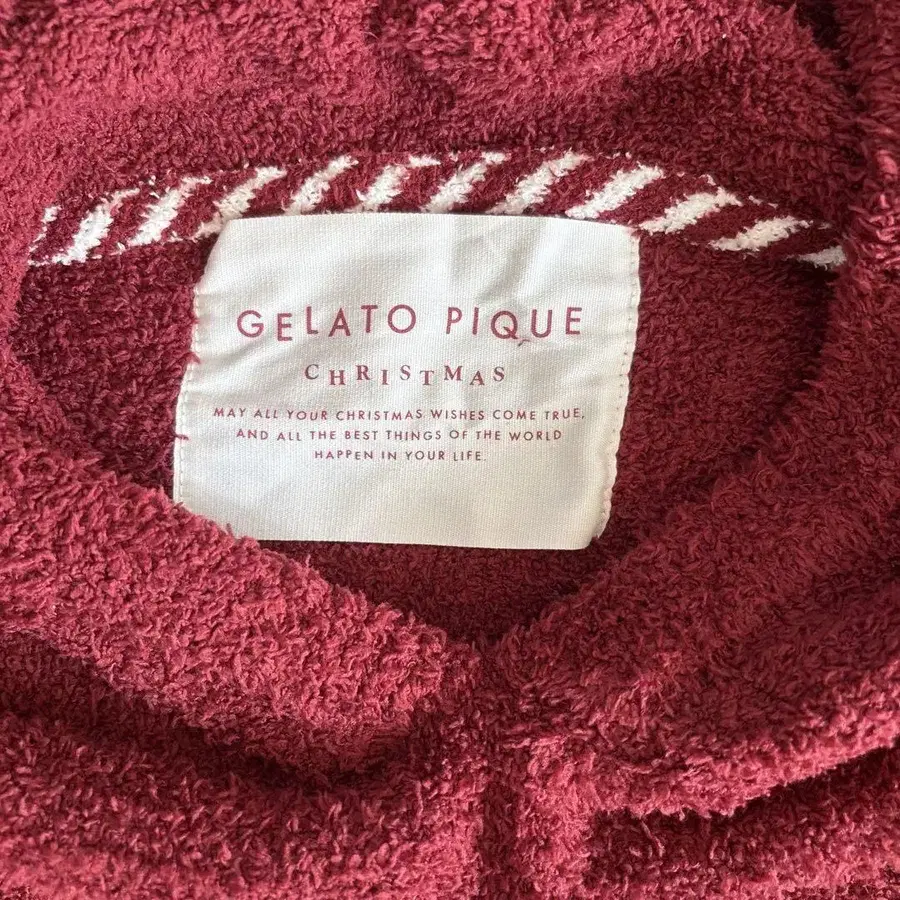 GELATO PIQUE
CHRISTMAS
MAY ALL YOUR CHRISTMAS WISHES COME TRUE,
AND ALL THE BEST THINGS OF THE WORLD
HAPPEN IN YOUR LIFE.